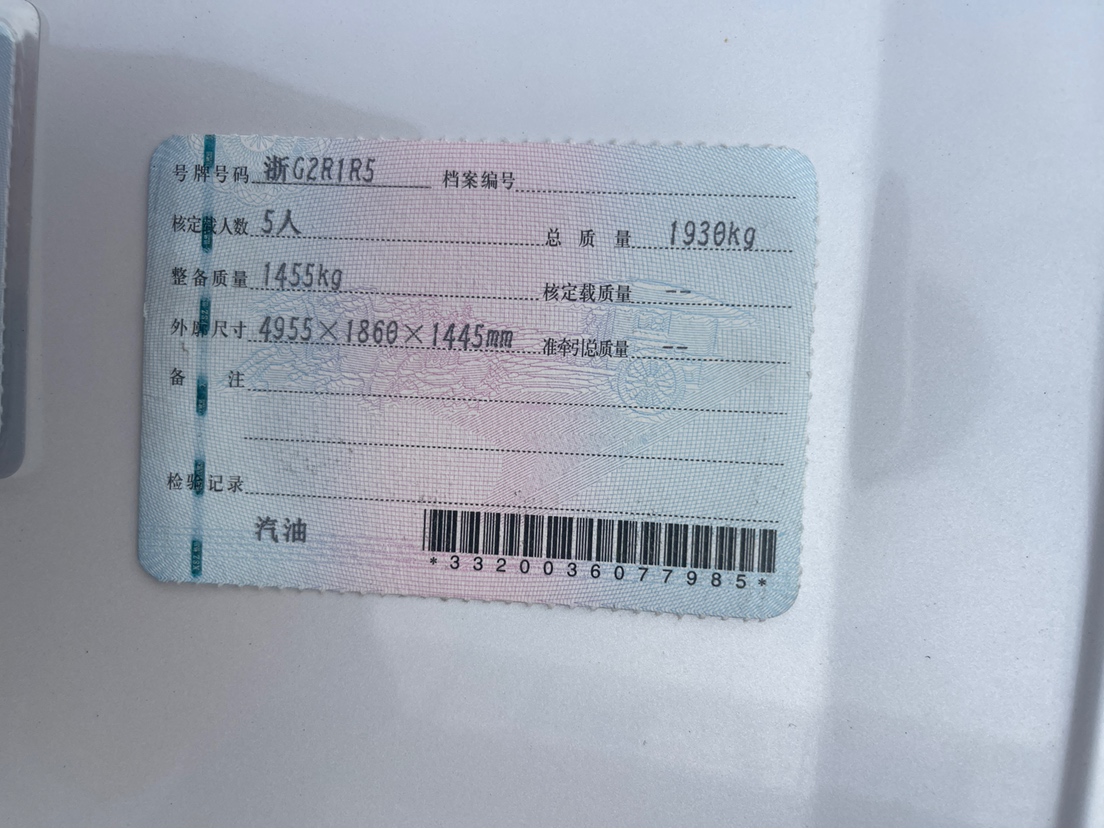 号牌号码 浙G2R1R5 档案编号
核定载人数 5人 总质量 1930kg
整备质量 1455kg 核定载质量 --
外廓尺寸 4955×1860×1445mm 准牵引总质量 --
备注
检验记录
汽油
*3320036077985*